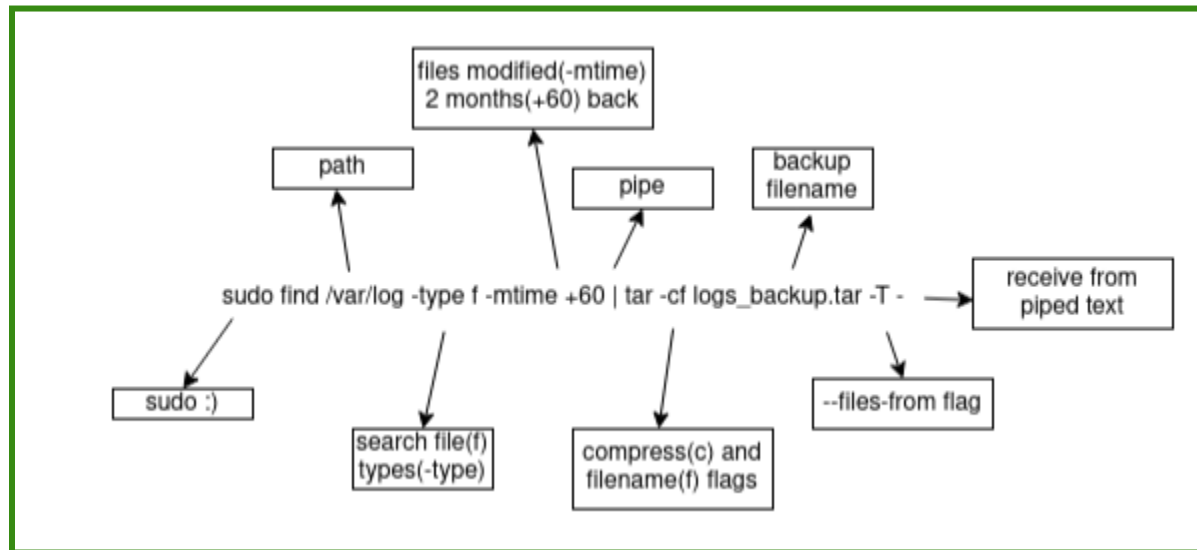 files modified(-mtime)
2 months(+60) back
path
pipe
backup
filename
sudo find /var/log -type f -mtime +60 | tar -cf logs_backup.tar -T -
receive from
piped text
sudo :)
search file(f)
types(-type)
compress(c) and
filename(f) flags
--files-from flag